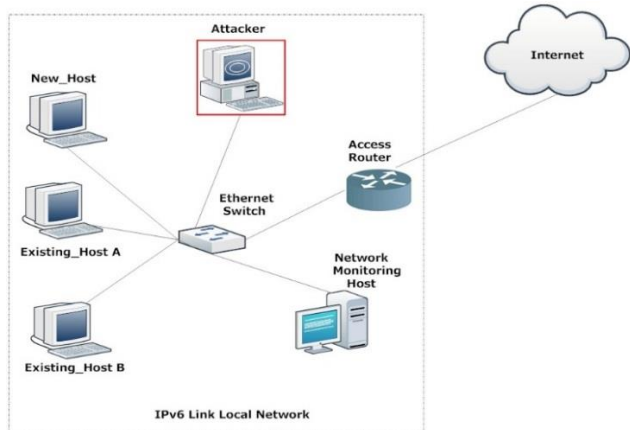 Attacker
New_Host
Internet
Access
Router
Ethernet
Switch
Existing_Host A
Network
Monitoring
Host
Existing_Host B
IPv6 Link Local Network